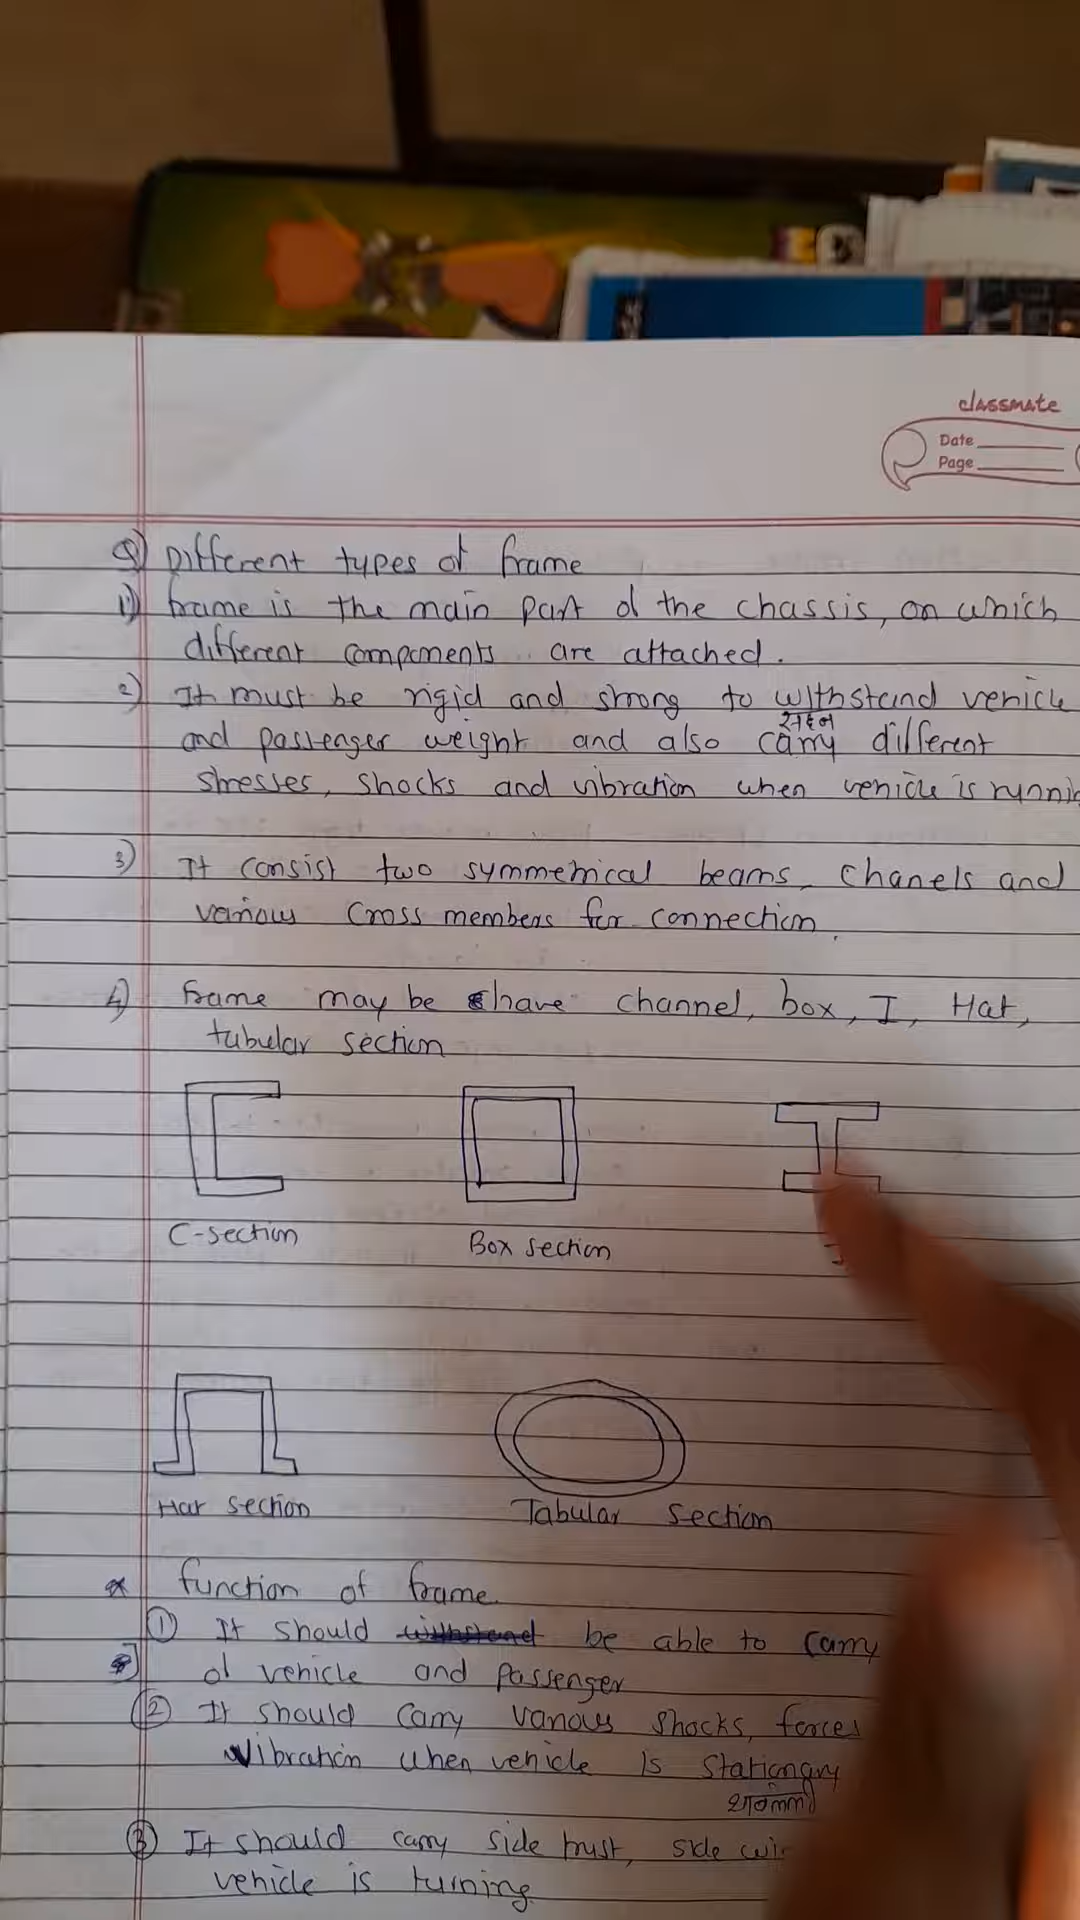 classmate
Date
Page
Q) Different types of frame
1) frame is the main part of the chassis, on which
different components are attached.
2) It must be rigid and strong to withstand vehicle
सहन
and passenger weight and also carry different
stresses, shocks and vibration when vehicle is
3) It consist two symmetrical beams, chanels and
various cross members for connection.
4) Frame may be have channel, box, I, Hat,
tubular section
C-section
Box section
Hat section
Tabular section
* function of frame.
① It should be able to carry
of vehicle and passenger
② It should carry various shocks, forces
vibration when vehicle is stationary
③ It should carry side trust, side
vehicle is turning.